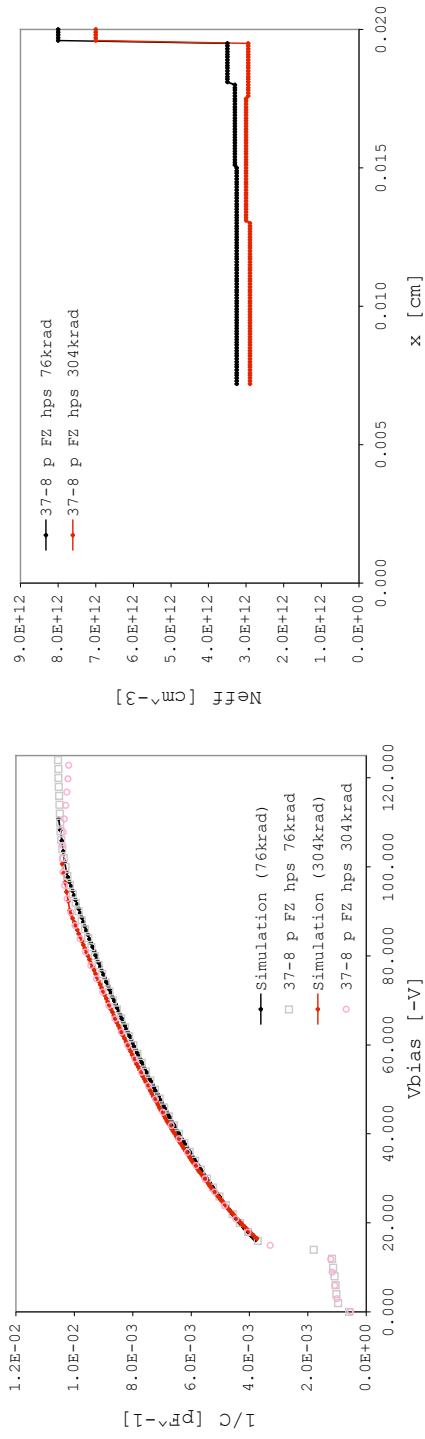 1/C [pF^-1]
1.2E-02
1.0E-02
8.0E-03
6.0E-03
4.0E-03
2.0E-03
0.0E+00
0.000
20.000
40.000
60.000
80.000
100.000
120.000
Vbias [-V]
Simulation (76krad)
37-8 p FZ hps 76krad
Simulation (304krad)
37-8 p FZ hps 304krad
Neff [cm^-3]
9.0E+12
8.0E+12
7.0E+12
6.0E+12
5.0E+12
4.0E+12
3.0E+12
2.0E+12
1.0E+12
0.0E+00
0.000
0.005
0.010
0.015
0.020
x [cm]
37-8 p FZ hps 76krad
37-8 p FZ hps 304krad